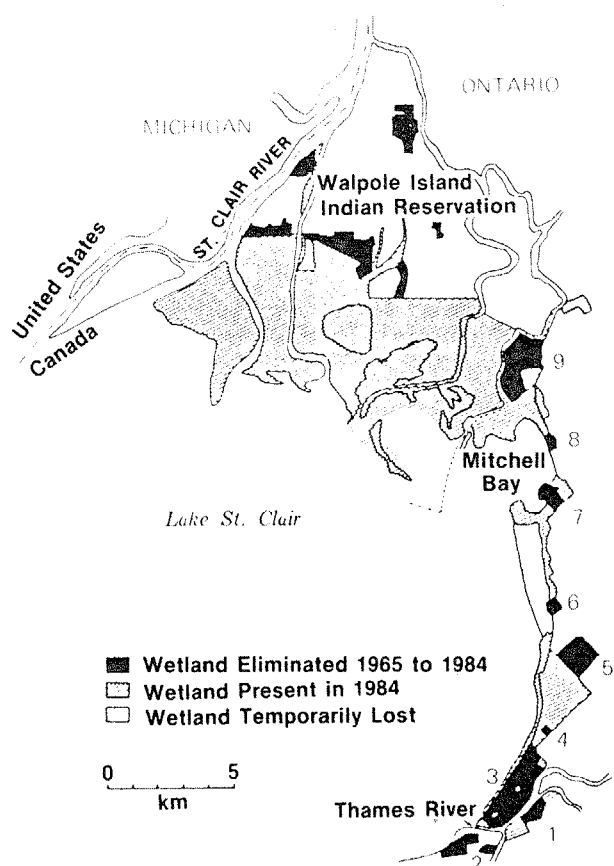 ONTARIO
MICHIGAN
ST. CLAIR RIVER
Walpole Island
Indian Reservation
United States
Canada
9
8
Mitchell
Bay
7
Lake St. Clair
6
5
Wetland Eliminated 1965 to 1984
Wetland Present in 1984
Wetland Temporarily Lost
4
0 5
km
3
Thames River
1
2